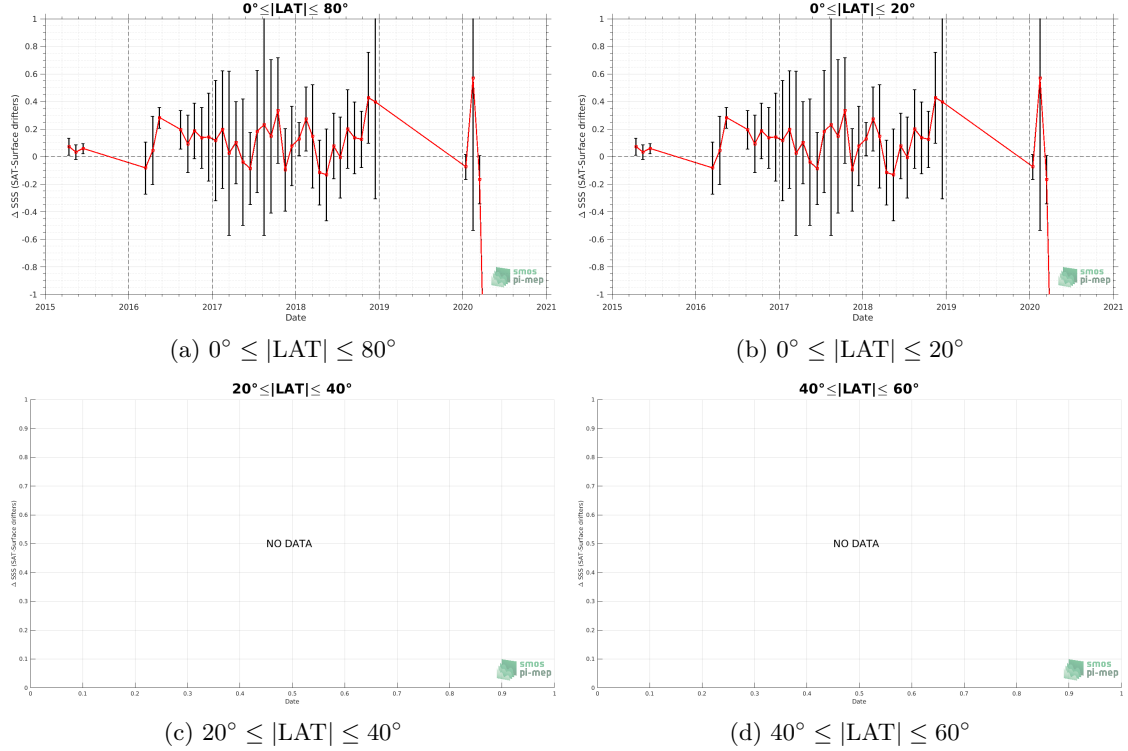 0°≤|LAT|≤ 80°
Δ SSS (SAT-Surface drifters)
1
0.8
0.6
0.4
0.2
0
-0.2
-0.4
-0.6
-0.8
-1
2015 2016 2017 2018 2019 2020 2021
Date
smos
pi-mep
(a) 0° ≤ |LAT| ≤ 80°
0°≤|LAT|≤ 20°
Δ SSS (SAT-Surface drifters)
1
0.8
0.6
0.4
0.2
0
-0.2
-0.4
-0.6
-0.8
-1
2015 2016 2017 2018 2019 2020 2021
Date
smos
pi-mep
(b) 0° ≤ |LAT| ≤ 20°
20°≤|LAT|≤ 40°
Δ SSS (SAT-Surface drifters)
1
0.9
0.8
0.7
0.6
0.5
0.4
0.3
0.2
0.1
0
NO DATA
0 0.1 0.2 0.3 0.4 0.5 0.6 0.7 0.8 0.9 1
Date
smos
pi-mep
(c) 20° ≤ |LAT| ≤ 40°
40°≤|LAT|≤ 60°
Δ SSS (SAT-Surface drifters)
1
0.9
0.8
0.7
0.6
0.5
0.4
0.3
0.2
0.1
0
NO DATA
0 0.1 0.2 0.3 0.4 0.5 0.6 0.7 0.8 0.9 1
Date
smos
pi-mep
(d) 40° ≤ |LAT| ≤ 60°